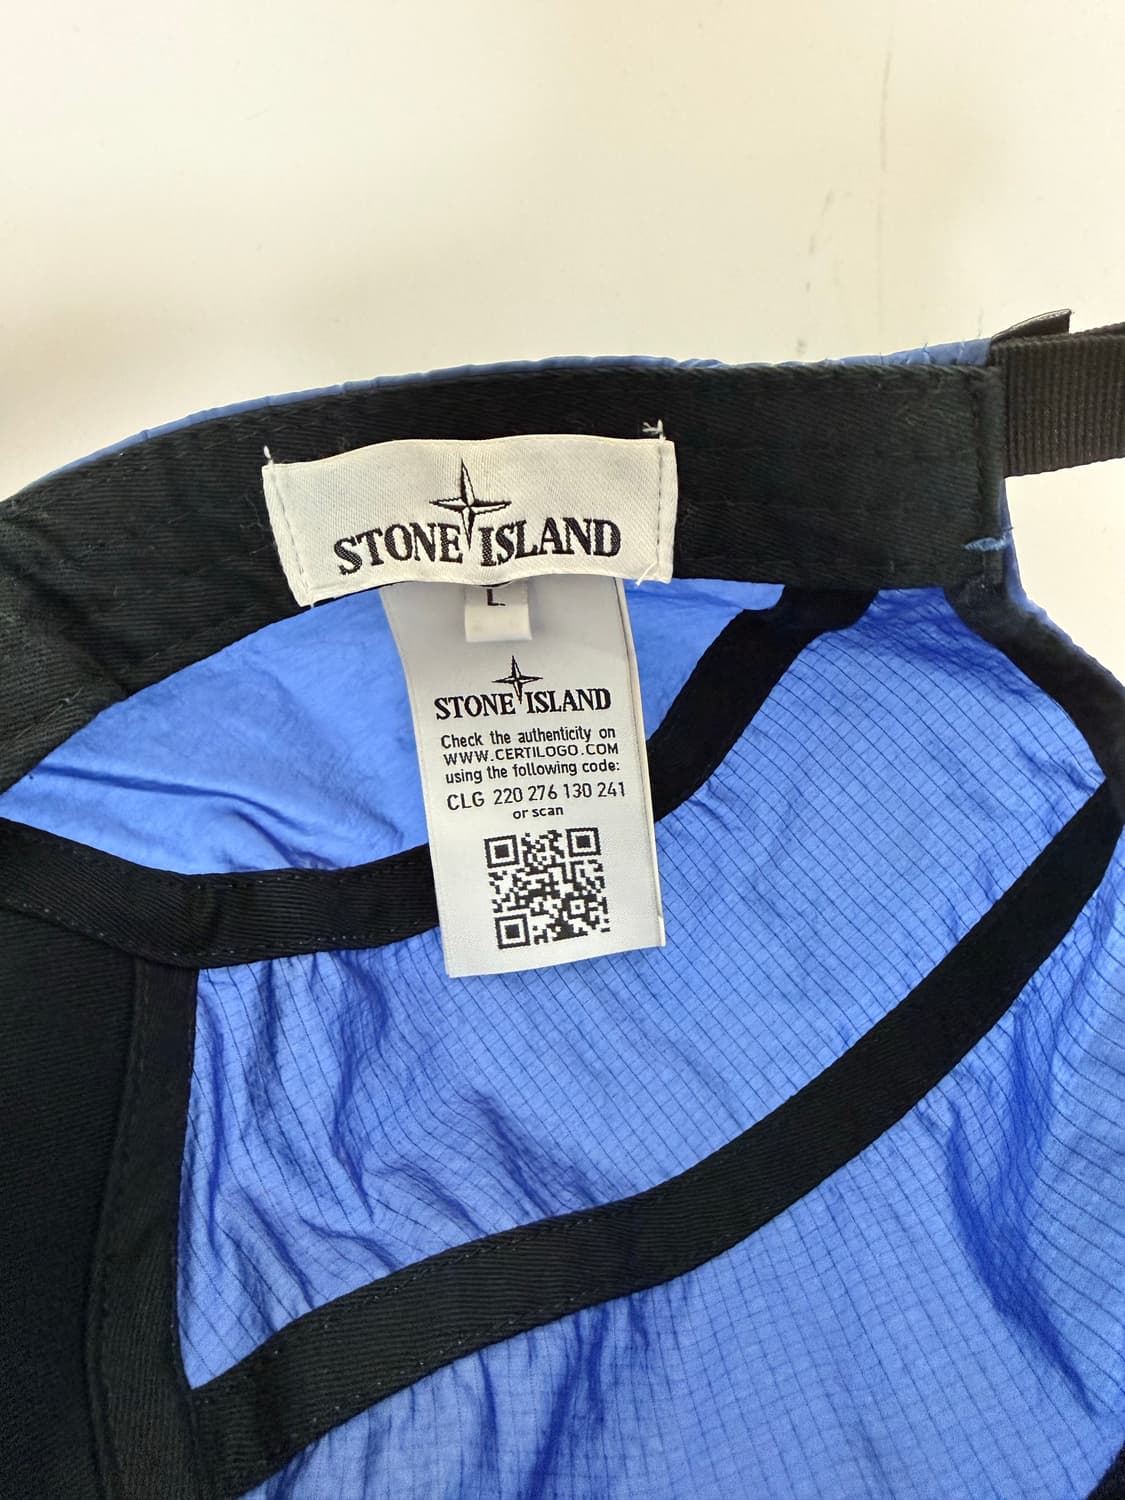 STONE ISLAND
L
STONE ISLAND
Check the authenticity on
WWW.CERTILOGO.COM
using the following code:
CLG 220 276 130 241
or scan